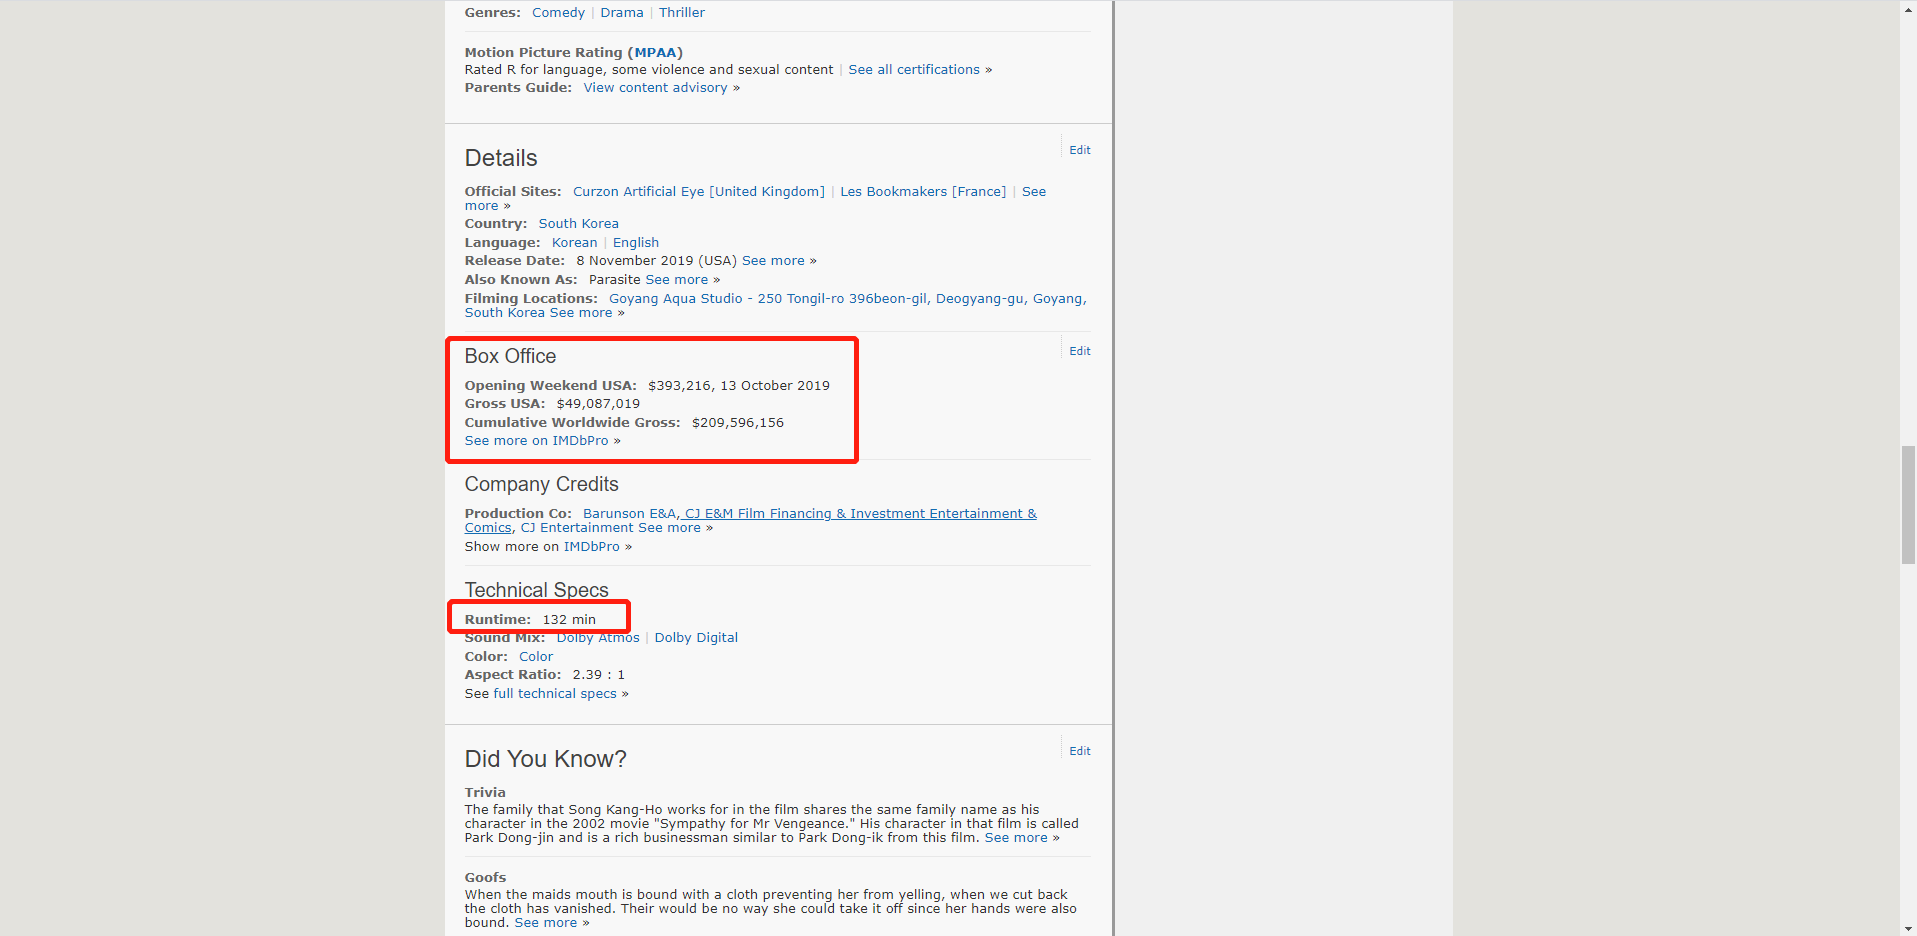 Genres: Comedy | Drama | Thriller
Motion Picture Rating (MPAA)
Rated R for language, some violence and sexual content | See all certifications »
Parents Guide: View content advisory »
Details
Edit
Official Sites: Curzon Artificial Eye [United Kingdom] | Les Bookmakers [France] | See
more »
Country: South Korea
Language: Korean | English
Release Date: 8 November 2019 (USA) See more »
Also Known As: Parasite See more »
Filming Locations: Goyang Aqua Studio - 250 Tongil-ro 396beon-gil, Deogyang-gu, Goyang,
South Korea See more »
Box Office
Edit
Opening Weekend USA: $393,216, 13 October 2019
Gross USA: $49,087,019
Cumulative Worldwide Gross: $209,596,156
See more on IMDbPro »
Company Credits
Production Co: Barunson E&A, CJ E&M Film Financing & Investment Entertainment &
Comics, CJ Entertainment See more »
Show more on IMDbPro »
Technical Specs
Runtime: 132 min
Sound Mix: Dolby Atmos | Dolby Digital
Color: Color
Aspect Ratio: 2.39 : 1
See full technical specs »
Did You Know?
Edit
Trivia
The family that Song Kang-Ho works for in the film shares the same family name as his
character in the 2002 movie "Sympathy for Mr Vengeance." His character in that film is called
Park Dong-jin and is a rich businessman similar to Park Dong-ik from this film. See more »
Goofs
When the maids mouth is bound with a cloth preventing her from yelling, when we cut back
the cloth has vanished. Their would be no way she could take it off since her hands were also
bound. See more »